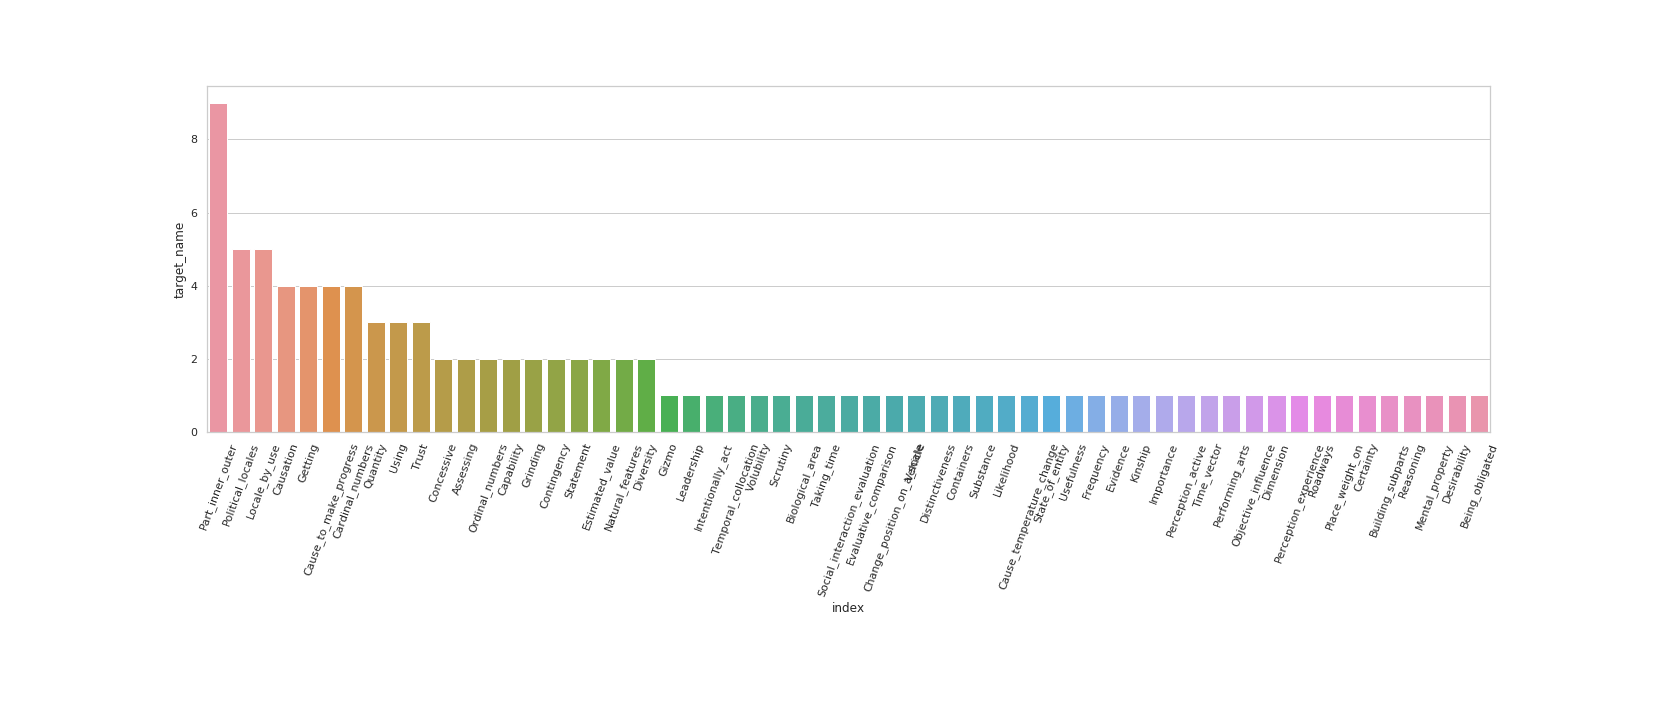 target_name
8
6
4
2
0
Part_inner_outer
Political_locales
Locale_by_use
Causation
Getting
Cause_to_make_progress
Cardinal_numbers
Quantity
Using
Trust
Concessive
Assessing
Ordinal_numbers
Capability
Grinding
Contingency
Statement
Estimated_value
Natural_features
Diversity
Gizmo
Leadership
Intentionally_act
Temporal_collocation
Volubility
Scrutiny
Biological_area
Taking_time
Social_interaction_evaluation
Evaluative_comparison
Change_position_on_a_scale
Distinctiveness
Containers
Substance
Likelihood
Cause_temperature_change
State_of_entity
Usefulness
Frequency
Evidence
Kinship
Importance
Perception_active
Time_vector
Performing_arts
Objective_influence
Dimension
Perception_experience
Roadways
Place_weight_on
Certainty
Building_subparts
Reasoning
Mental_property
Desirability
Being_obligated
index